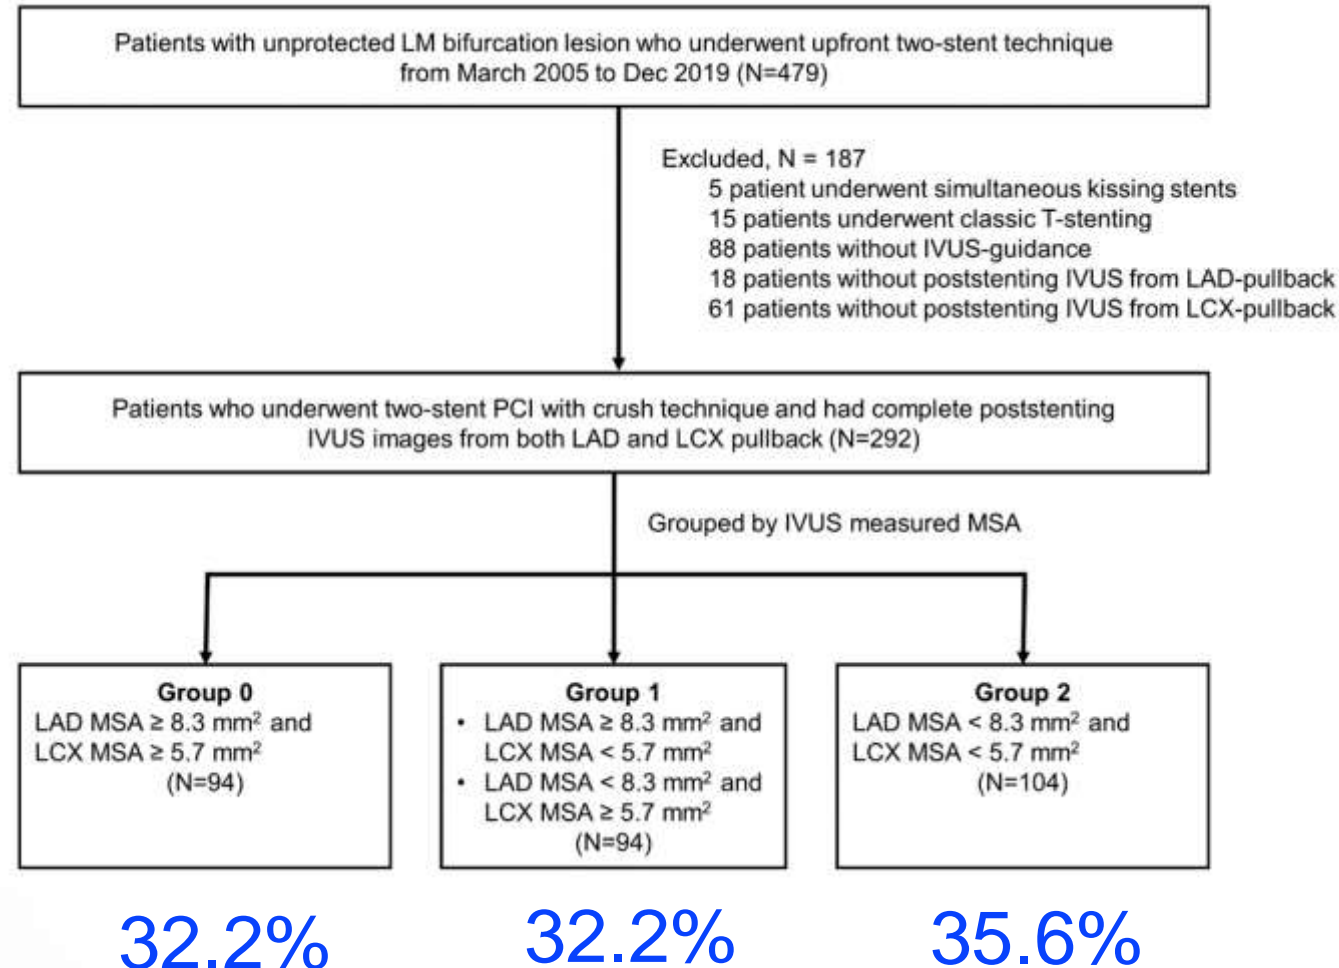 Patients with unprotected LM bifurcation lesion who underwent upfront two-stent technique
from March 2005 to Dec 2019 (N=479)
Excluded, N = 187
5 patient underwent simultaneous kissing stents
15 patients underwent classic T-stenting
88 patients without IVUS-guidance
18 patients without poststenting IVUS from LAD-pullback
61 patients without poststenting IVUS from LCX-pullback
Patients who underwent two-stent PCI with crush technique and had complete poststenting
IVUS images from both LAD and LCX pullback (N=292)
Grouped by IVUS measured MSA
Group 0
LAD MSA ≥ 8.3 mm² and
LCX MSA ≥ 5.7 mm²
(N=94)
Group 1
• LAD MSA ≥ 8.3 mm² and
LCX MSA < 5.7 mm²
• LAD MSA < 8.3 mm² and
LCX MSA ≥ 5.7 mm²
(N=94)
Group 2
LAD MSA < 8.3 mm² and
LCX MSA < 5.7 mm²
(N=104)
32.2%
32.2%
35.6%